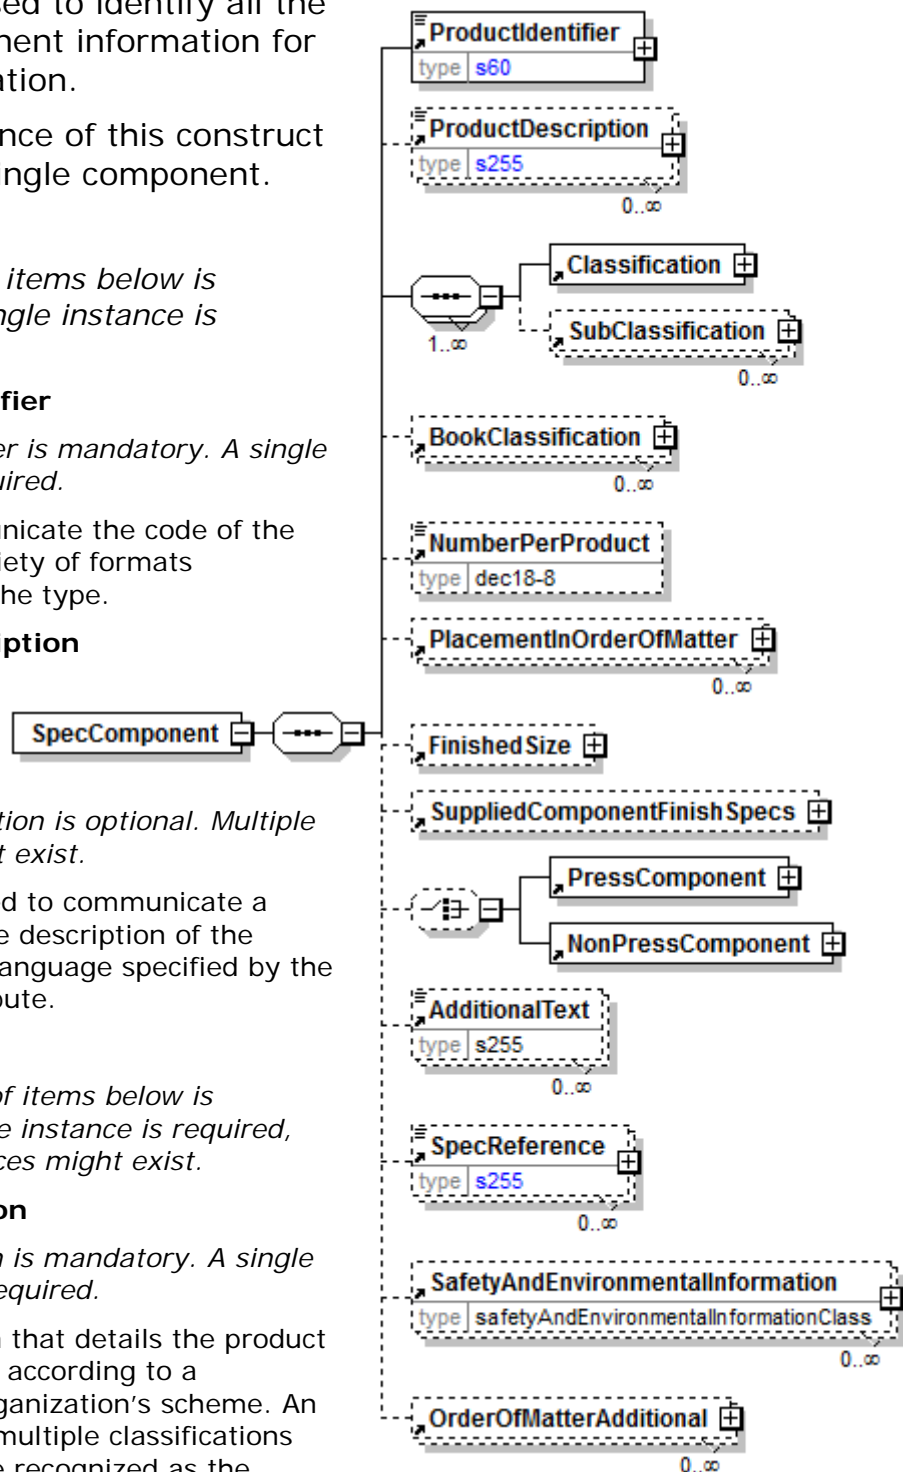 sed to identify all the
nent information for
ation.
nce of this construct
ingle component.
items below is
ngle instance is
fier
er is mandatory. A single
uired.
unicate the code of the
riety of formats
he type.
iption
tion is optional. Multiple
t exist.
ed to communicate a
e description of the
language specified by the
oute.
of items below is
e instance is required,
ces might exist.
on
n is mandatory. A single
equired.
n that details the product
according to a
ganization's scheme. An
multiple classifications
e recognized as the
SpecComponent
ProductIdentifier
type s60
ProductDescription
type s255
0..∞
1..∞
Classification
SubClassification
0..∞
BookClassification
0..∞
NumberPerProduct
type dec18-8
PlacementInOrderOfMatter
0..∞
FinishedSize
SuppliedComponentFinishSpecs
PressComponent
NonPressComponent
AdditionalText
type s255
0..∞
SpecReference
type s255
0..∞
SafetyAndEnvironmentalInformation
type safetyAndEnvironmentalInformationClass
0..∞
OrderOfMatterAdditional
0..∞